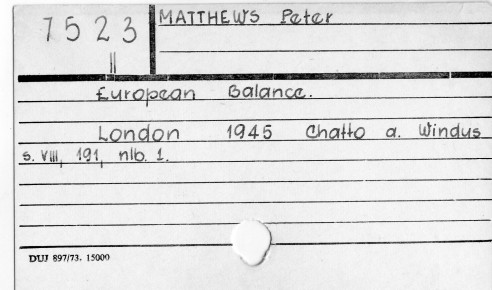 MATTHEWS Peter
7523
II
European Balance.
London 1945 Chatto a. Windus
s. VIII, 191, nlb. 1.
DUJ 897/73. 15000